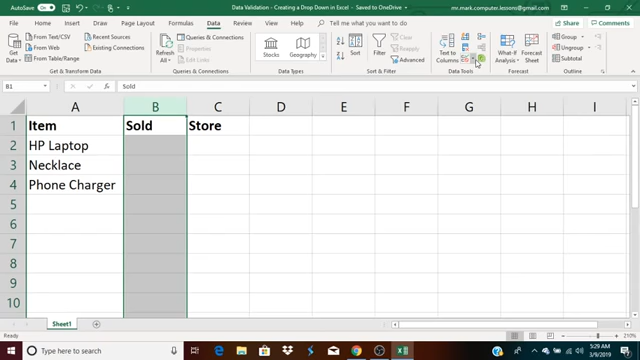 AutoSave On
Data Validation - Creating a Drop Down in Excel - Saved to OneDrive
mr.mark.computer.lessons@gmail.com
File Home Insert Page Layout Formulas Data Review View Help Tell me what you want to do
Share Comments
Get Data
From Text/CSV
From Web
From Table/Range
Recent Sources
Existing Connections
Get & Transform Data
Refresh All
Queries & Connections
Properties
Edit Links
Queries & Connections
Stocks
Geography
Data Types
Sort
Filter
Clear
Reapply
Advanced
Sort & Filter
Text to Columns
Data Tools
What-If Analysis
Forecast Sheet
Forecast
Group
Ungroup
Subtotal
Outline
B1
fx
Sold
A B C D E F G H I
1 Item Sold Store
2 HP Laptop
3 Necklace
4 Phone Charger
5
6
7
8
9
10
Sheet1
Ready
210%
Type here to search
5:29 AM
3/9/2019